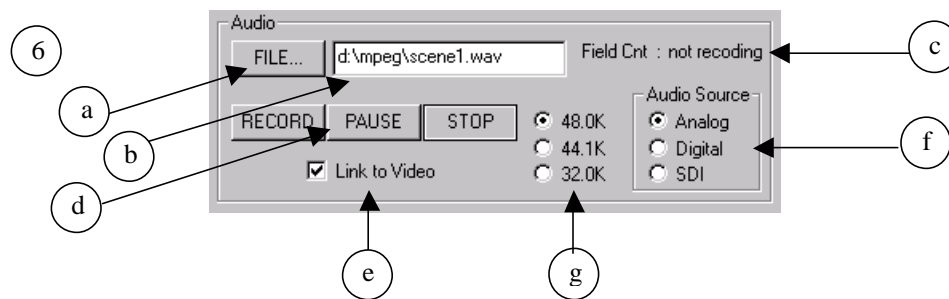 6
Audio
FILE...
d:\mpeg\scene1.wav
Field Cnt : not recoding
c
a
RECORD
PAUSE
STOP
48.0K
44.1K
32.0K
Audio Source
Analog
Digital
SDI
f
b
Link to Video
d
e
g